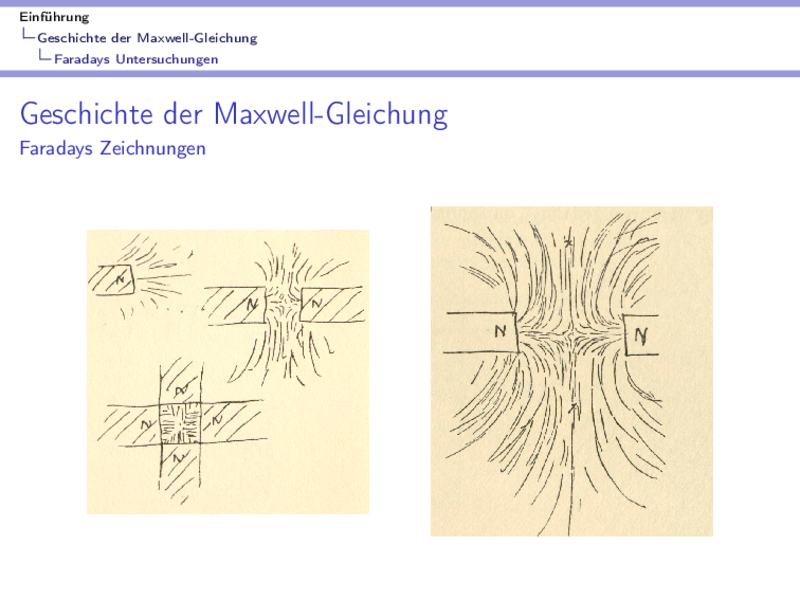 Einführung
Geschichte der Maxwell-Gleichung
Faradays Untersuchungen
Geschichte der Maxwell-Gleichung
Faradays Zeichnungen
N
N N
N
N N
N
N N